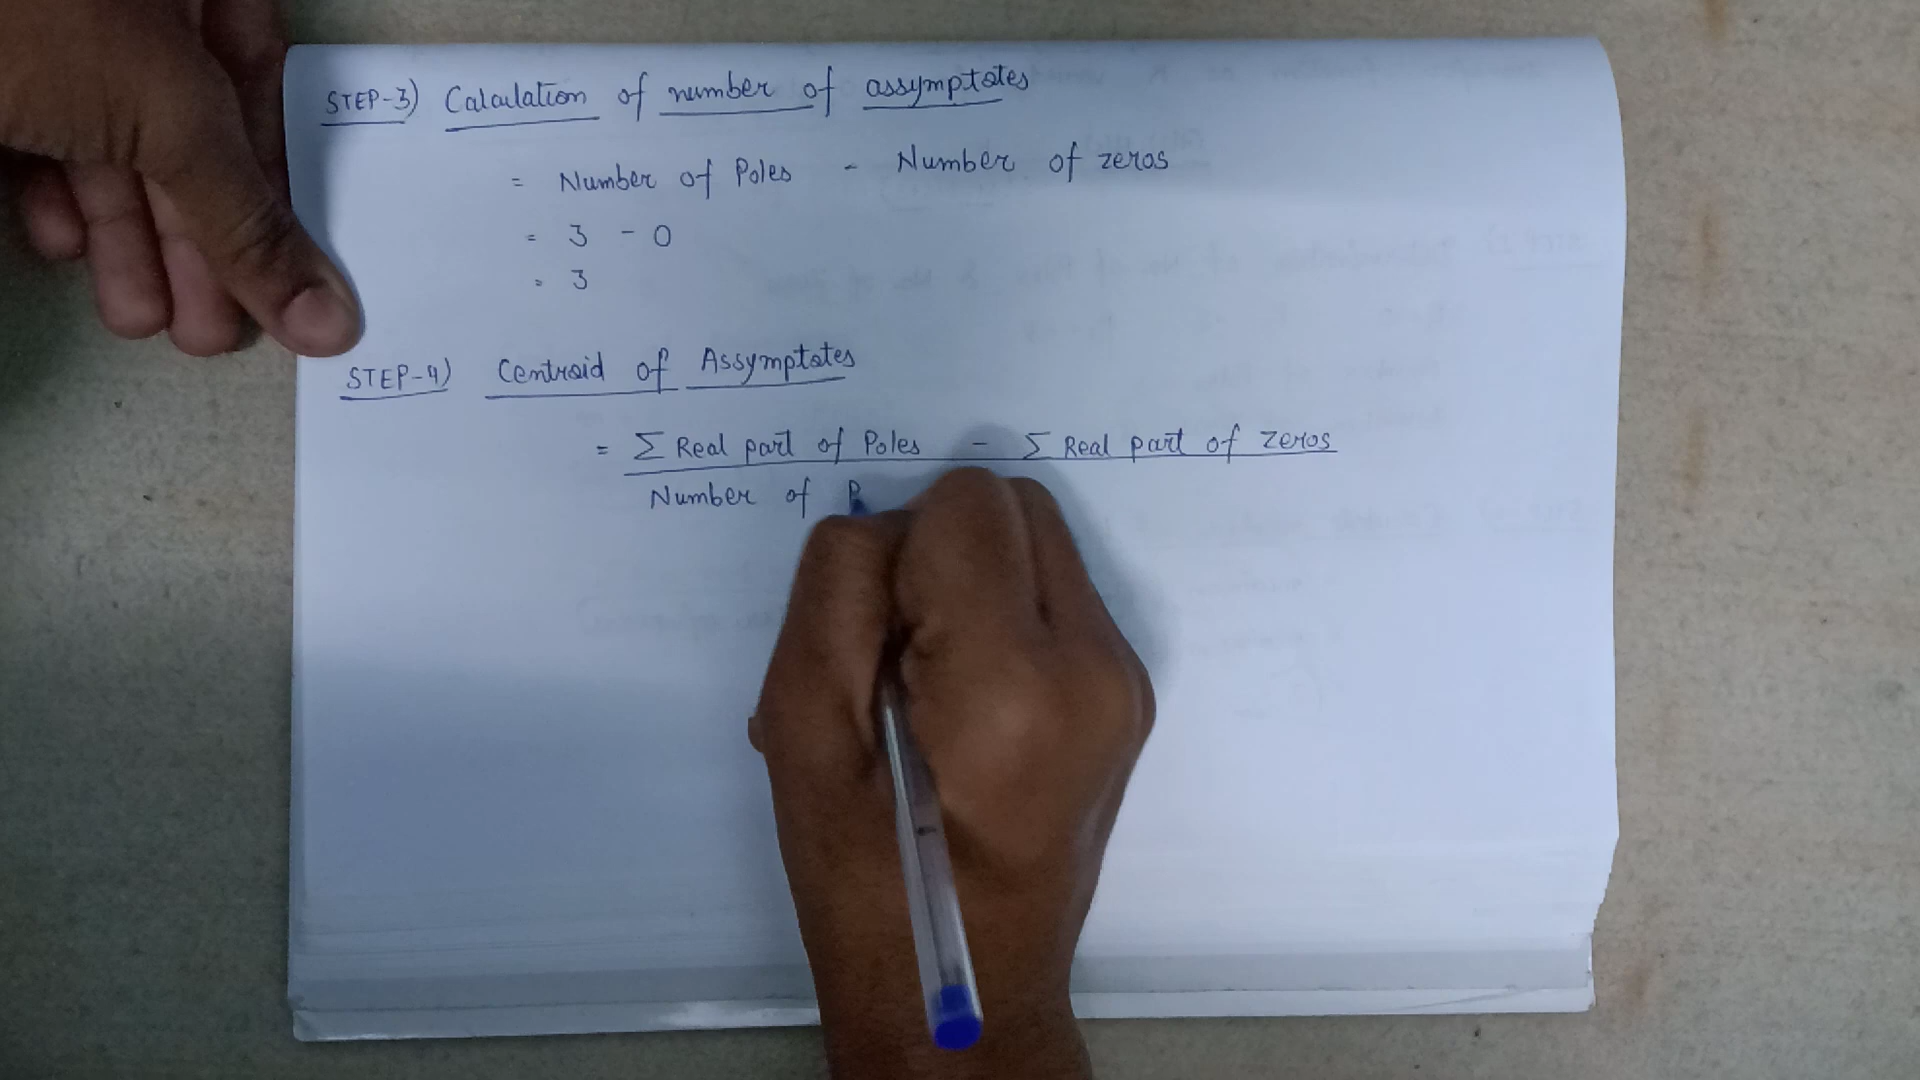 STEP-3) Calculation of number of assymptotes
= Number of Poles - Number of zeros
= 3 - 0
= 3
STEP-4) Centroid of Assymptotes
= Σ Real part of Poles - Σ Real part of zeros
Number of P